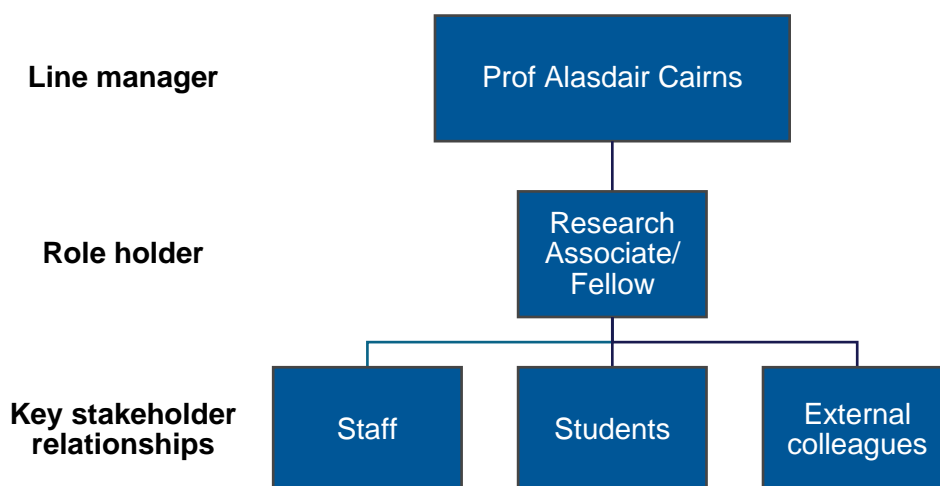 Line manager
Prof Alasdair Cairns
Role holder
Research
Associate/
Fellow
Key stakeholder
relationships
Staff
Students
External
colleagues